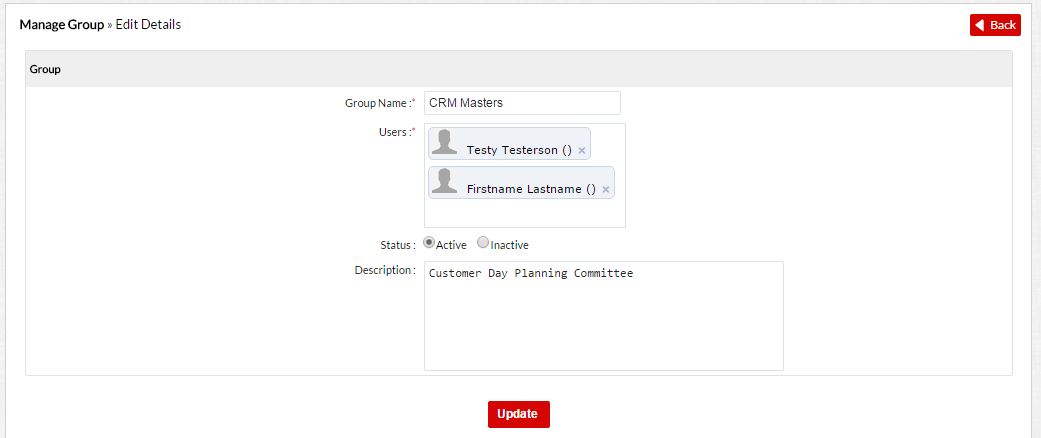 Manage Group » Edit Details
Back
Group
Group Name :* CRM Masters
Users :* Testy Testerson () ×
Firstname Lastname () ×
Status : Active Inactive
Description : Customer Day Planning Committee
Update